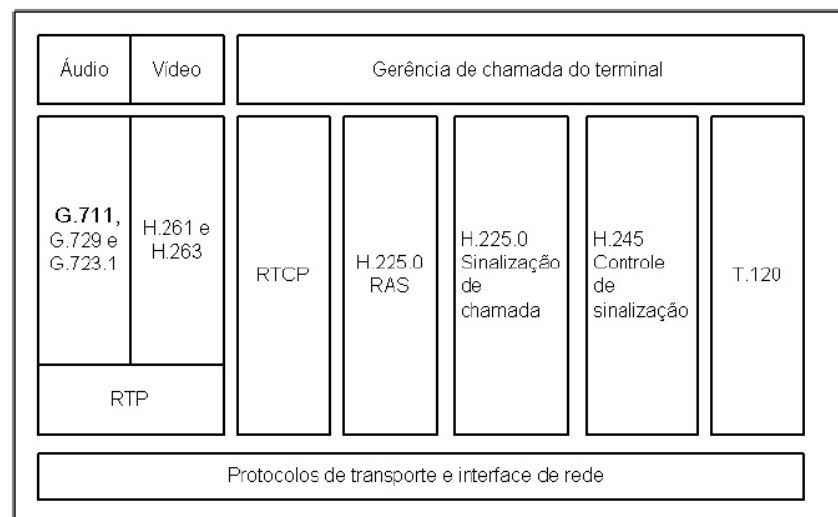 Áudio
Vídeo
Gerência de chamada do terminal
G.711,
G.729 e
G.723.1
H.261 e
H.263
RTP
RTCP
H.225.0
RAS
H.225.0
Sinalização
de
chamada
H.245
Controle
de
sinalização
T.120
Protocolos de transporte e interface de rede